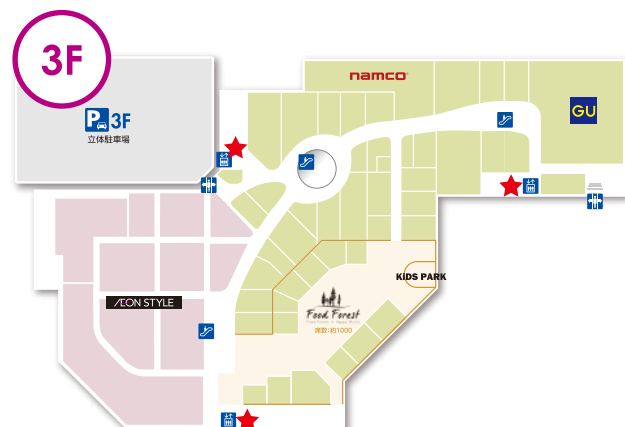 3F
namco
GU
P 3F
立体駐車場
KIDS PARK
ÆON STYLE
Food Forest
席数:約1000